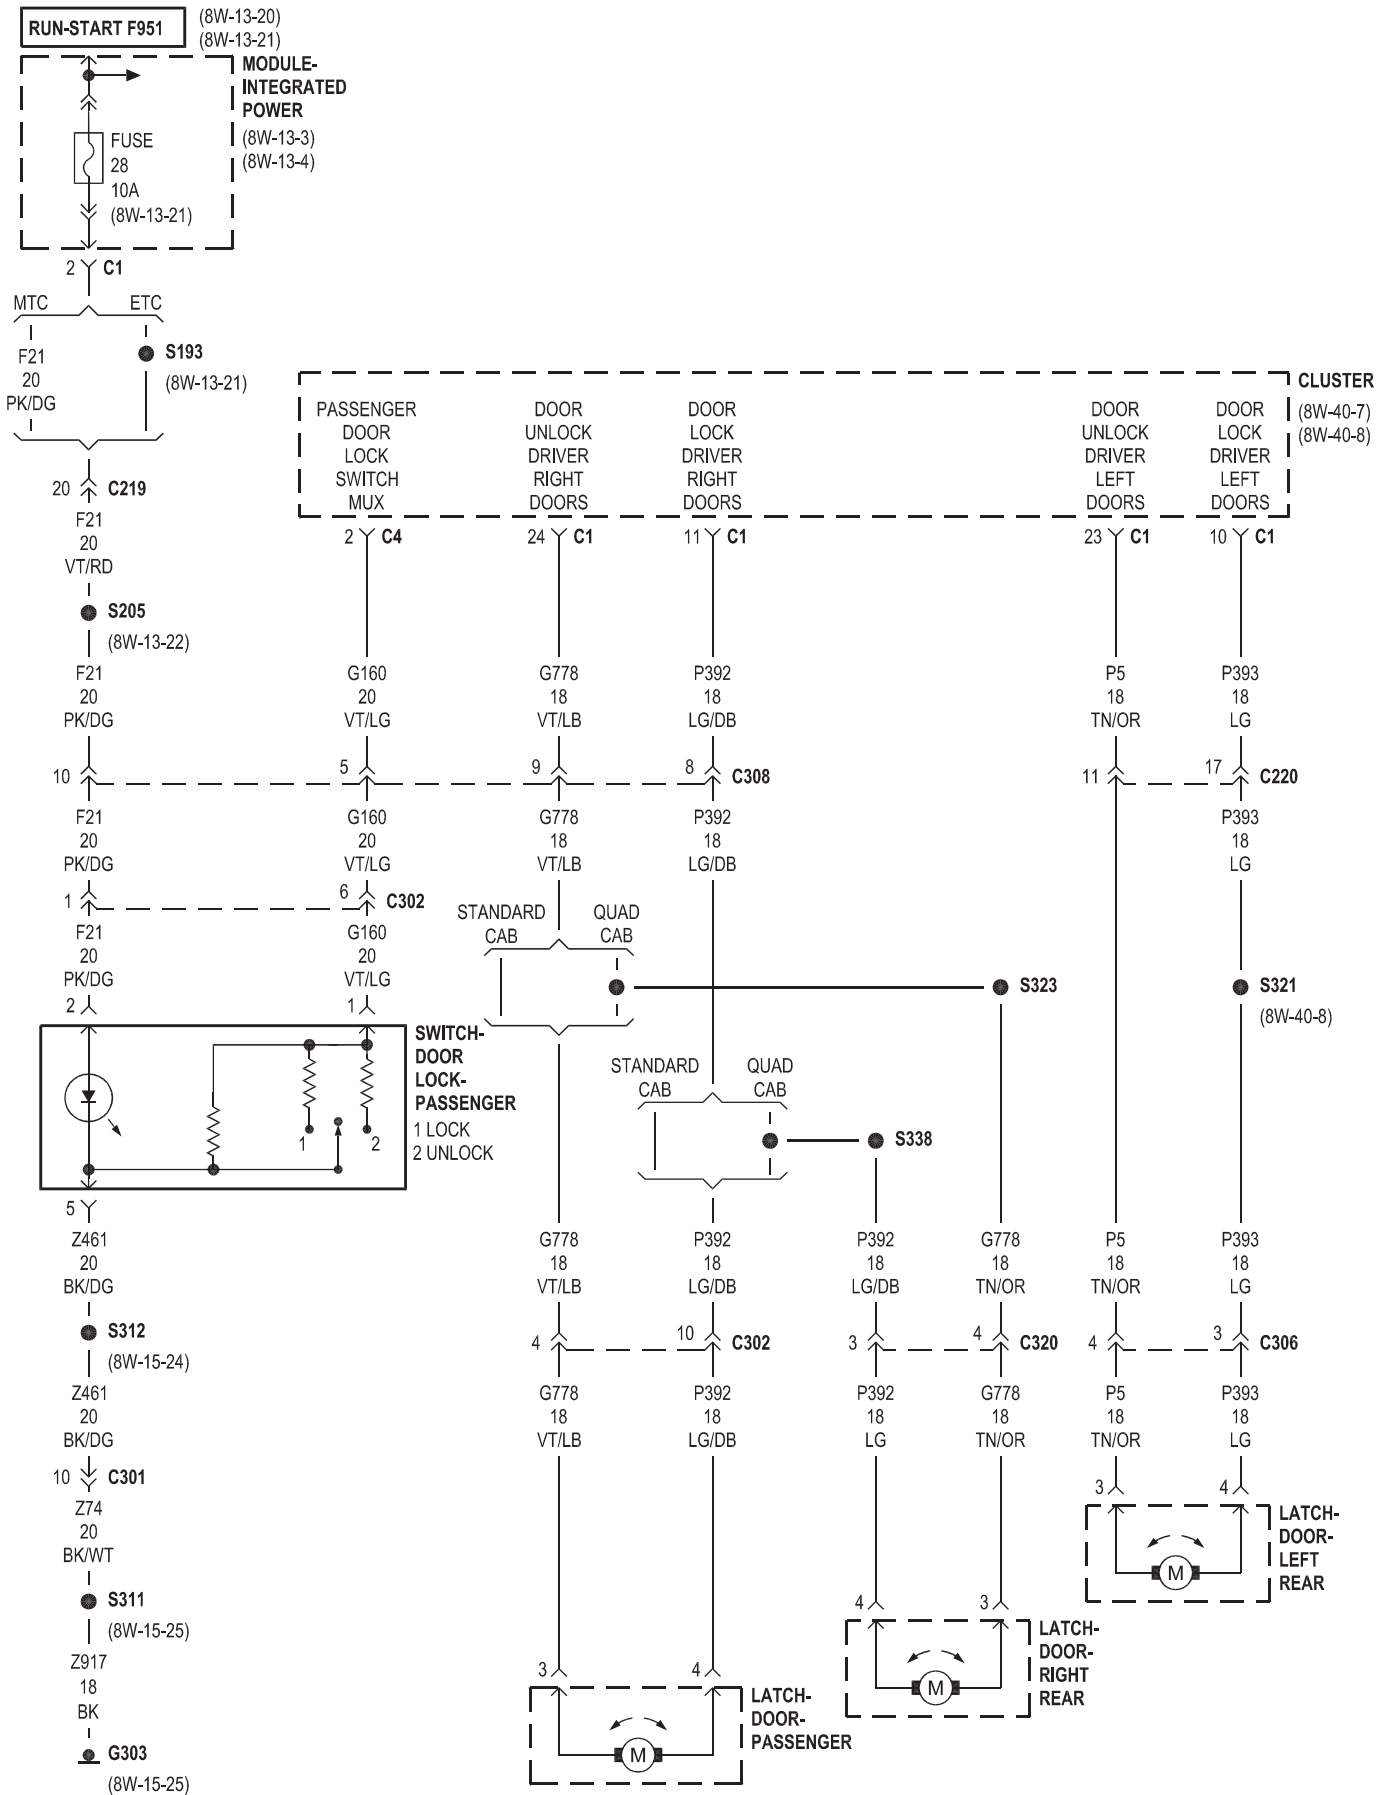 RUN-START F951
(8W-13-20)
(8W-13-21)
MODULE-
INTEGRATED
POWER
(8W-13-3)
(8W-13-4)
FUSE
28
10A
(8W-13-21)
2 C1
MTC ETC
F21
20
PK/DG
S193
(8W-13-21)
20 C219
F21
20
VT/RD
S205
(8W-13-22)
CLUSTER
(8W-40-7)
(8W-40-8)
PASSENGER
DOOR
LOCK
SWITCH
MUX
DOOR
UNLOCK
DRIVER
RIGHT
DOORS
DOOR
LOCK
DRIVER
RIGHT
DOORS
DOOR
UNLOCK
DRIVER
LEFT
DOORS
DOOR
LOCK
DRIVER
LEFT
DOORS
2 C4 24 C1 11 C1 23 C1 10 C1
F21 G160 G778 P392 P5 P393
20 20 18 18 18 18
PK/DG VT/LG VT/LB LG/DB TN/OR LG
10 5 9 8 C308 11 17 C220
F21 G160 G778 P392 P393
20 20 18 18 18
PK/DG VT/LG VT/LB LG/DB LG
1 6 C302
F21 G160
20 20
PK/DG VT/LG
2 1
STANDARD CAB
QUAD CAB
S323
S321
(8W-40-8)
SWITCH-
DOOR
LOCK-
PASSENGER
1 LOCK
2 UNLOCK
1 2
STANDARD CAB
QUAD CAB
S338
5
Z461 G778 P392 P392 G778 P5 P393
20 18 18 18 18 18 18
BK/DG VT/LB LG/DB LG/DB TN/OR TN/OR LG
S312
(8W-15-24)
4 10 C302 3 4 C320 4 3 C306
Z461 G778 P392 P392 G778 P5 P393
20 18 18 18 18 18 18
BK/DG VT/LB LG/DB LG TN/OR TN/OR LG
10 C301
Z74
20
BK/WT
S311
(8W-15-25)
Z917
18
BK
G303
(8W-15-25)
3 4
M
LATCH-
DOOR-
LEFT
REAR
4 3
M
LATCH-
DOOR-
RIGHT
REAR
3 4
M
LATCH-
DOOR-
PASSENGER